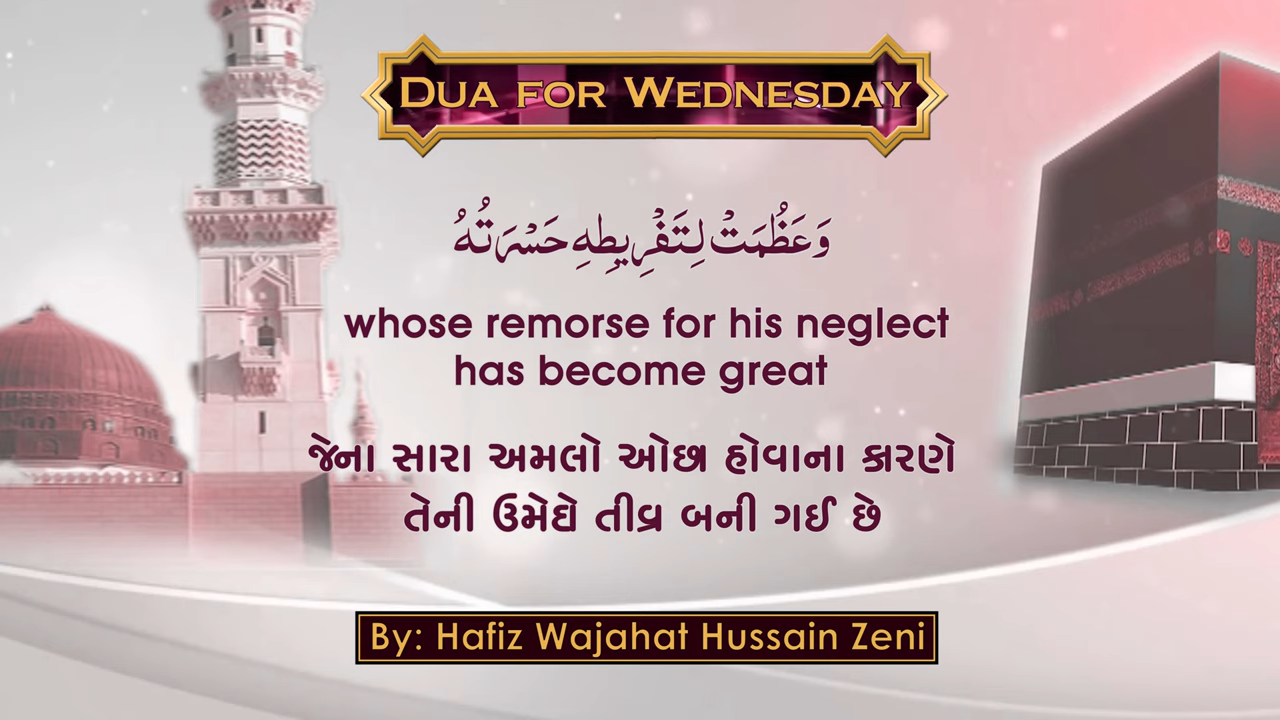 DUA FOR WEDNESDAY
وَعَظُمَتْ لِتَفْرِيطِهِ حَسْرَتُهُ
whose remorse for his neglect
has become great
જેના સારા અમલો ઓછા હોવાના કારણે
તેની ઉમેદો તીવ્ર બની ગઈ છે
By: Hafiz Wajahat Hussain Zeni